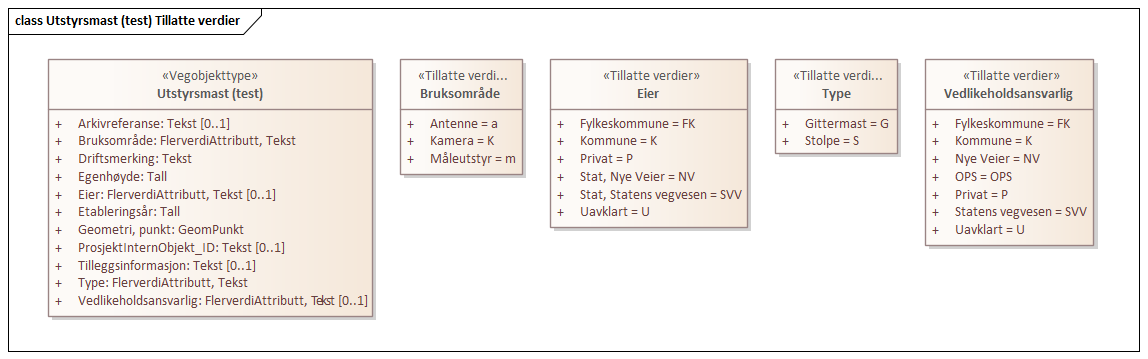 class Utstyrsmast (test) Tillatte verdier
«Vegobjekttype»
Utstyrsmast (test)
+ Arkivreferanse: Tekst [0..1]
+ Bruksområde: FlerverdiAttributt, Tekst
+ Driftsmerking: Tekst
+ Egenhøyde: Tall
+ Eier: FlerverdiAttributt, Tekst [0..1]
+ Etableringsår: Tall
+ Geometri, punkt: GeomPunkt
+ ProsjektInternObjekt_ID: Tekst [0..1]
+ Tilleggsinformasjon: Tekst [0..1]
+ Type: FlerverdiAttributt, Tekst
+ Vedlikeholdsansvarlig: FlerverdiAttributt, Tekst [0..1]
«Tillatte verdi...
Bruksområde
+ Antenne = a
+ Kamera = K
+ Måleutstyr = m
«Tillatte verdier»
Eier
+ Fylkeskommune = FK
+ Kommune = K
+ Privat = P
+ Stat, Nye Veier = NV
+ Stat, Statens vegvesen = SVV
+ Uavklart = U
«Tillatte verdi...
Type
+ Gittermast = G
+ Stolpe = S
«Tillatte verdier»
Vedlikeholdsansvarlig
+ Fylkeskommune = FK
+ Kommune = K
+ Nye Veier = NV
+ OPS = OPS
+ Privat = P
+ Statens vegvesen = SVV
+ Uavklart = U